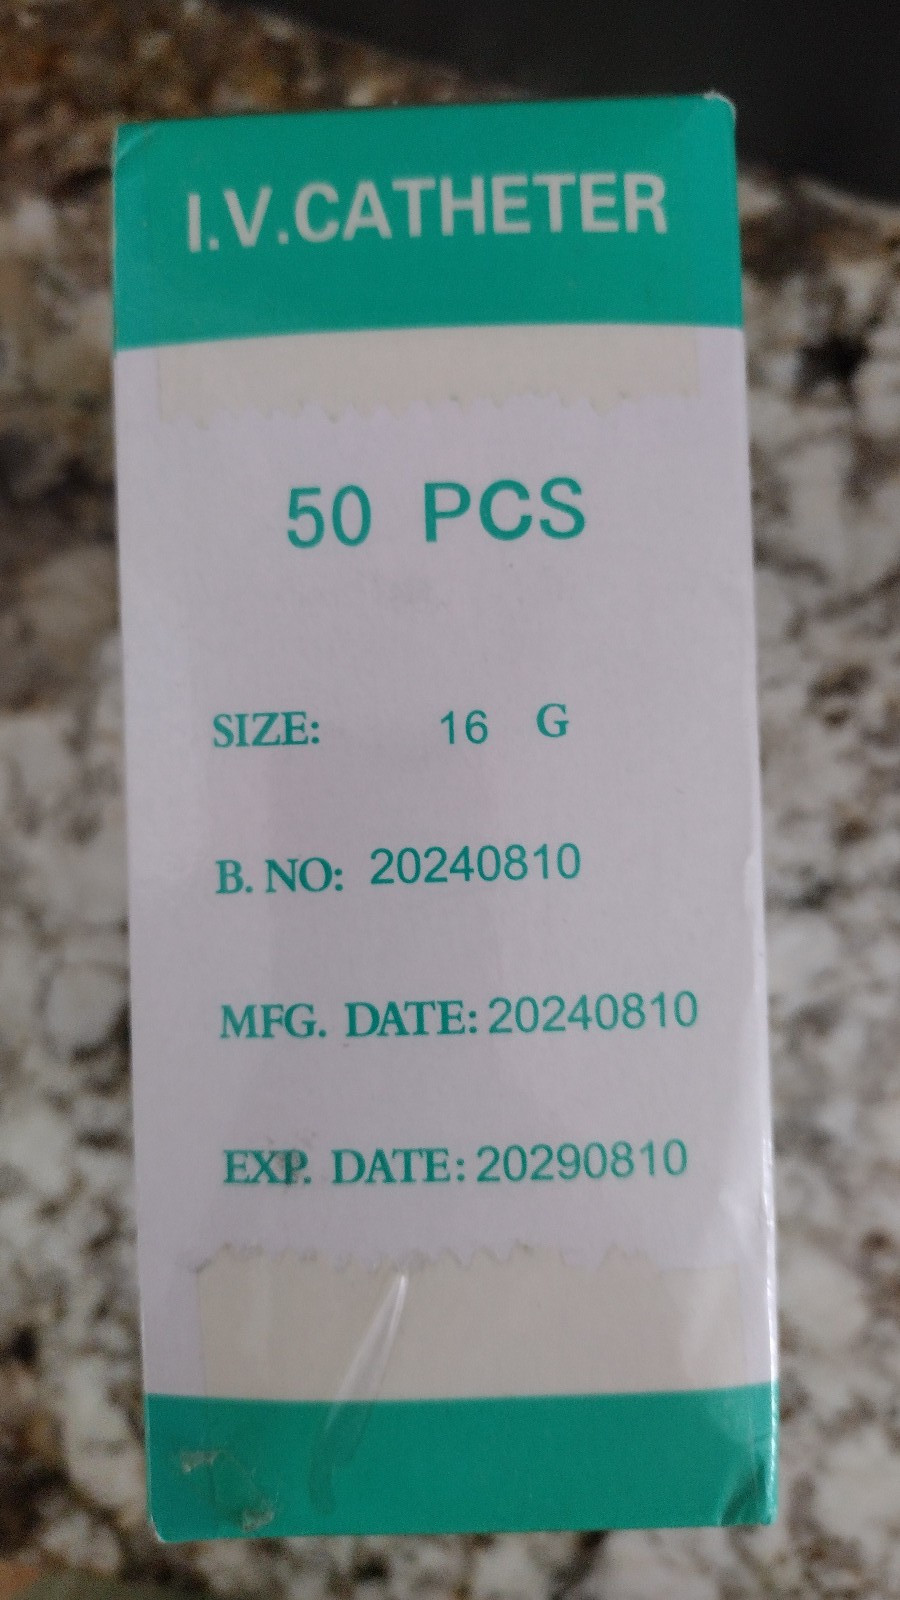 I.V.CATHETER
50 PCS
SIZE: 16 G
B. NO: 20240810
MFG. DATE: 20240810
EXP. DATE: 20290810